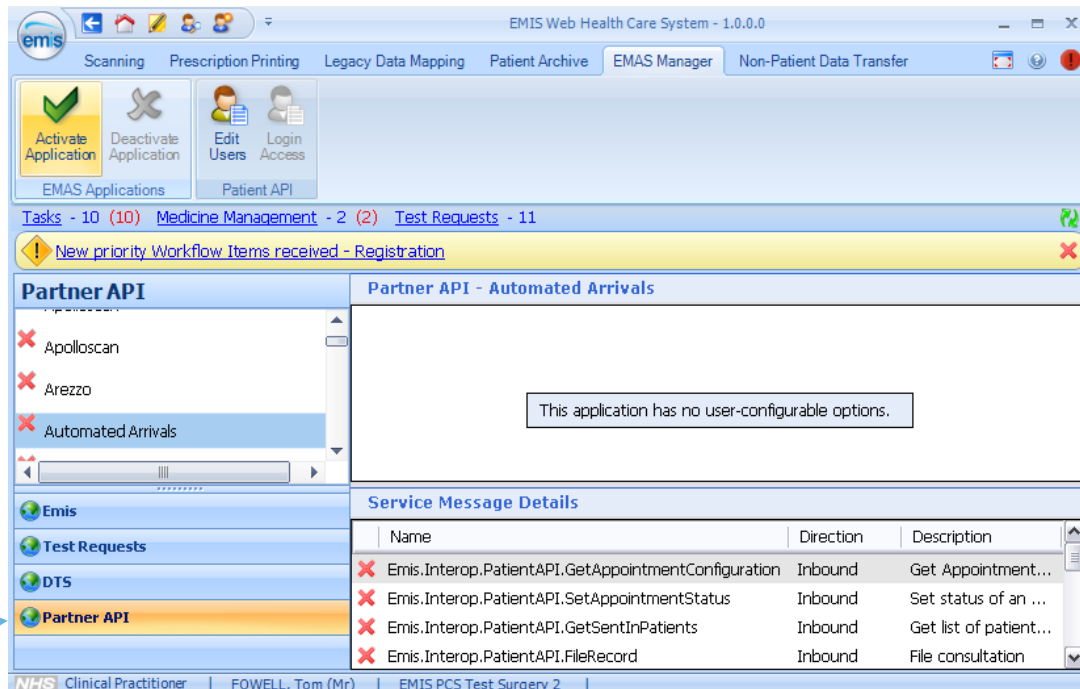 EMIS Web Health Care System - 1.0.0.0
emis
Scanning Prescription Printing Legacy Data Mapping Patient Archive EMAS Manager Non-Patient Data Transfer
Activate Application
Deactivate Application
Edit Users
Login Access
EMAS Applications
Patient API
Tasks - 10 (10) Medicine Management - 2 (2) Test Requests - 11
New priority Workflow Items received - Registration
Partner API
Apolloscan
Arezzo
Automated Arrivals
Emis
Test Requests
DTS
Partner API
Partner API - Automated Arrivals
This application has no user-configurable options.
Service Message Details
Name Direction Description
Emis.Interop.PatientAPI.GetAppointmentConfiguration Inbound Get Appointment...
Emis.Interop.PatientAPI.SetAppointmentStatus Inbound Set status of an ...
Emis.Interop.PatientAPI.GetSentInPatients Inbound Get list of patient...
Emis.Interop.PatientAPI.FileRecord Inbound File consultation
NHS Clinical Practitioner | FOWELL, Tom (Mr) | EMIS PCS Test Surgery 2 |